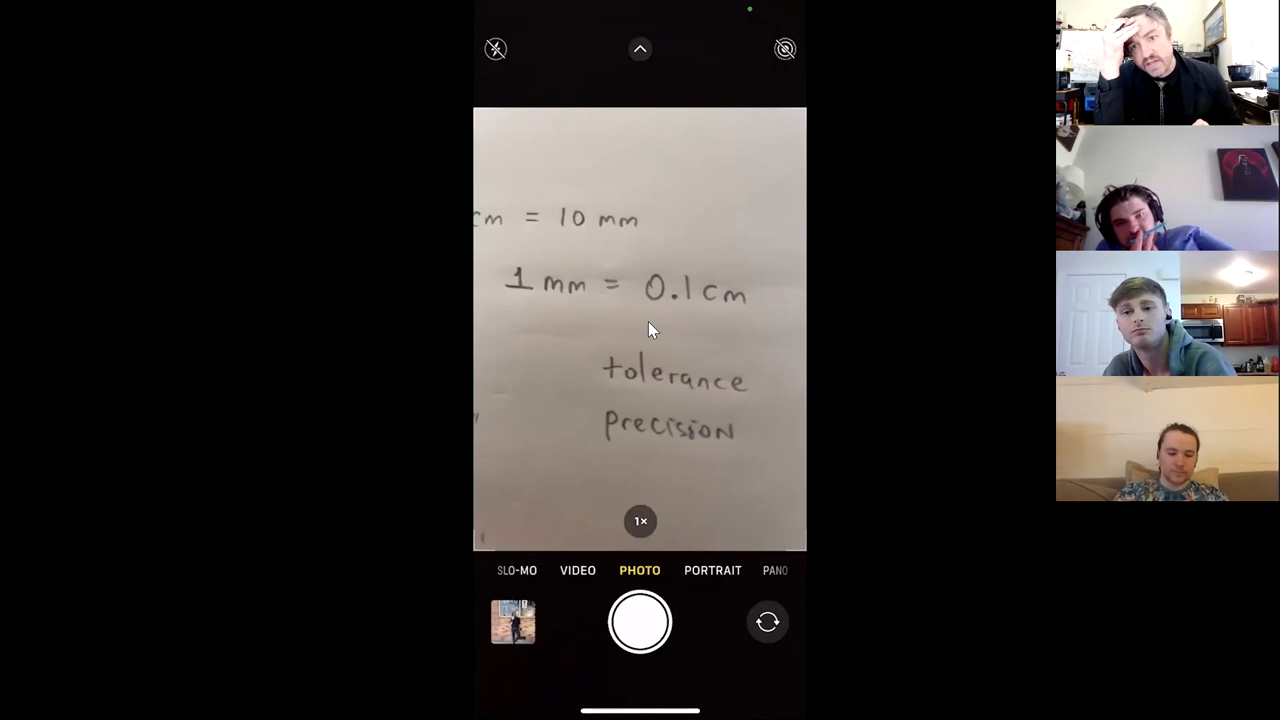 cm = 10 mm
1 mm = 0.1 cm
tolerance
precision
1×
SLO-MO VIDEO PHOTO PORTRAIT PANO